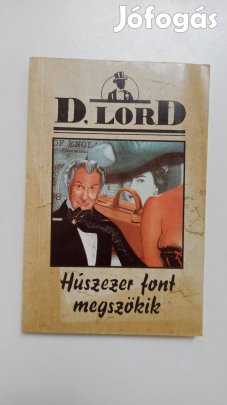 Jófogás
D. LORD
OF ENGL
Húszezer font
megszökik